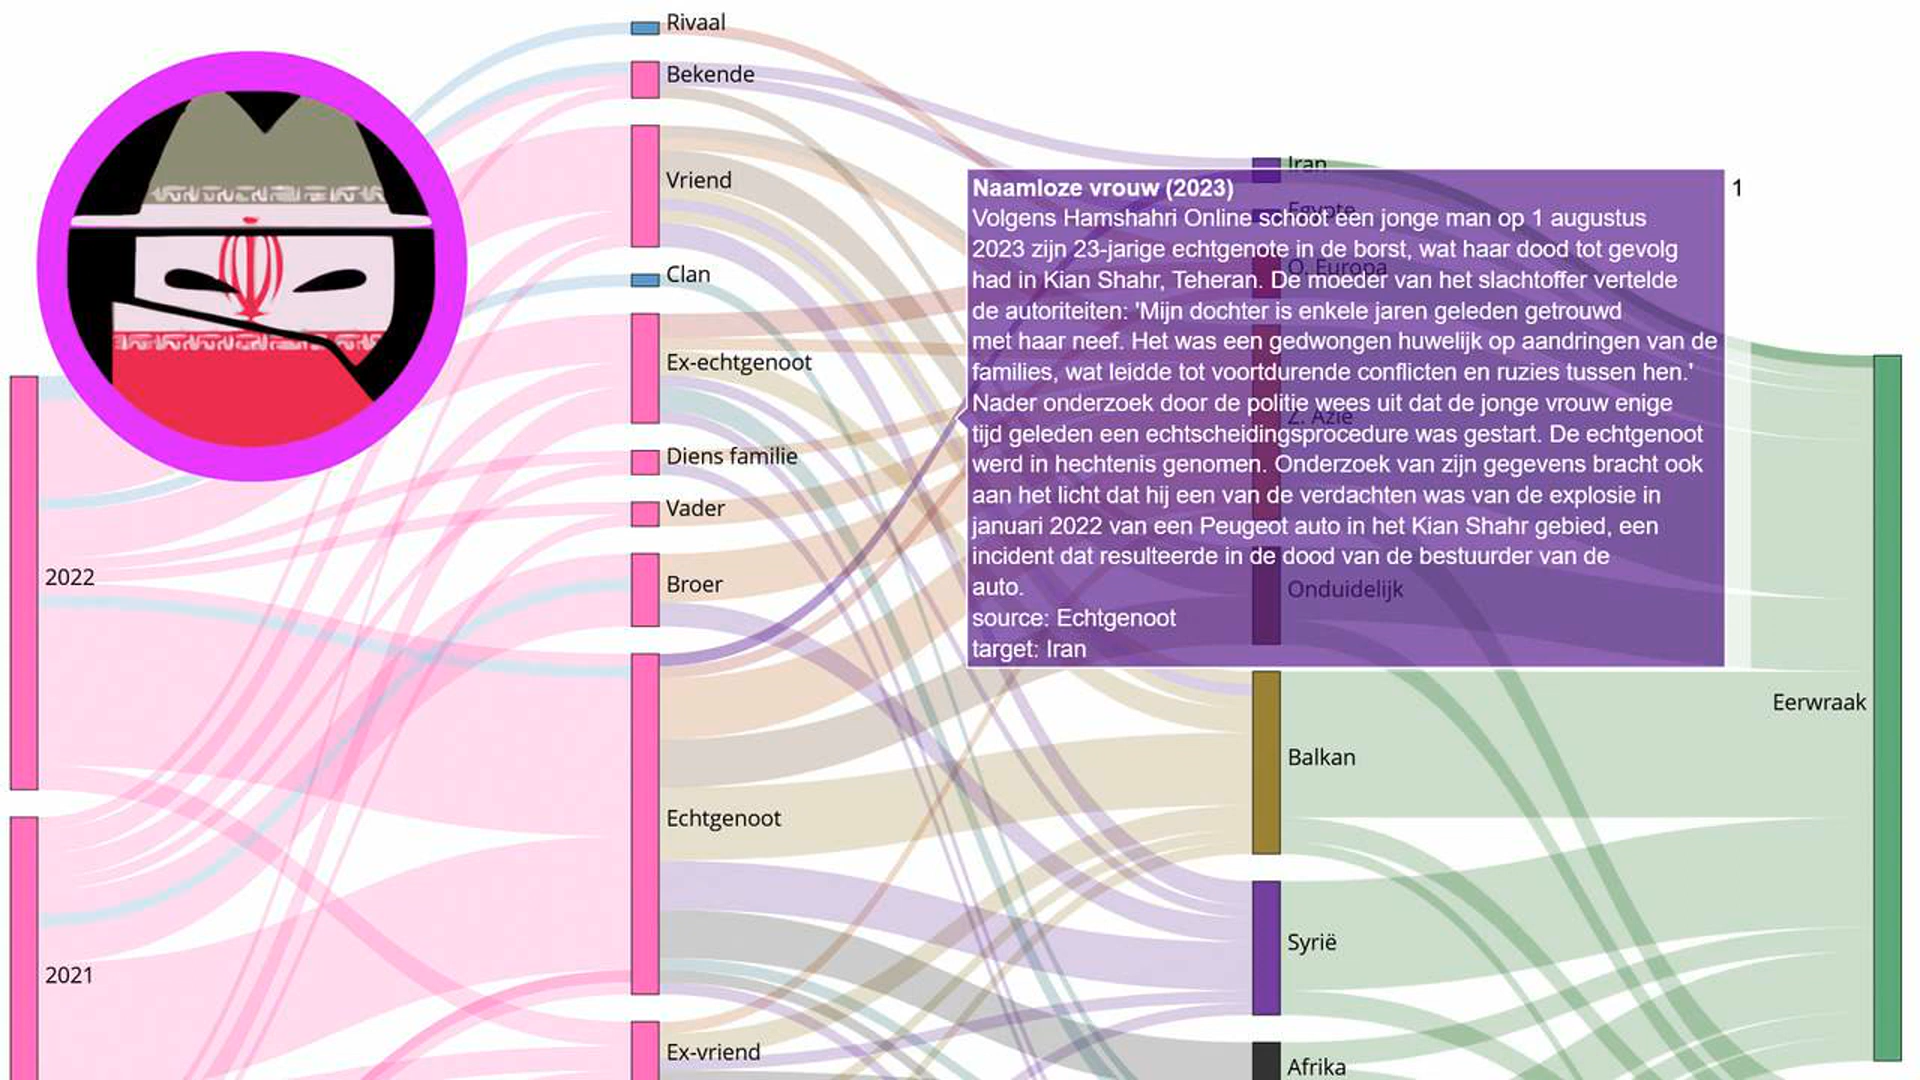 Rivaal
Bekende
Vriend
Clan
Ex-echtgenoot
Diens familie
Vader
Broer
Echtgenoot
Ex-vriend
2022
2021
Iran
Egypte
O. Europa
Z. Azië
Onduidelijk
Balkan
Syrië
Afrika
Eerwraak
Naamloze vrouw (2023)
Volgens Hamshahri Online schoot een jonge man op 1 augustus
2023 zijn 23-jarige echtgenote in de borst, wat haar dood tot gevolg
had in Kian Shahr, Teheran. De moeder van het slachtoffer vertelde
de autoriteiten: 'Mijn dochter is enkele jaren geleden getrouwd
met haar neef. Het was een gedwongen huwelijk op aandringen van de
families, wat leidde tot voortdurende conflicten en ruzies tussen hen.'
Nader onderzoek door de politie wees uit dat de jonge vrouw enige
tijd geleden een echtscheidingsprocedure was gestart. De echtgenoot
werd in hechtenis genomen. Onderzoek van zijn gegevens bracht ook
aan het licht dat hij een van de verdachten was van de explosie in
januari 2022 van een Peugeot auto in het Kian Shahr gebied, een
incident dat resulteerde in de dood van de bestuurder van de
auto.
source: Echtgenoot
target: Iran
1